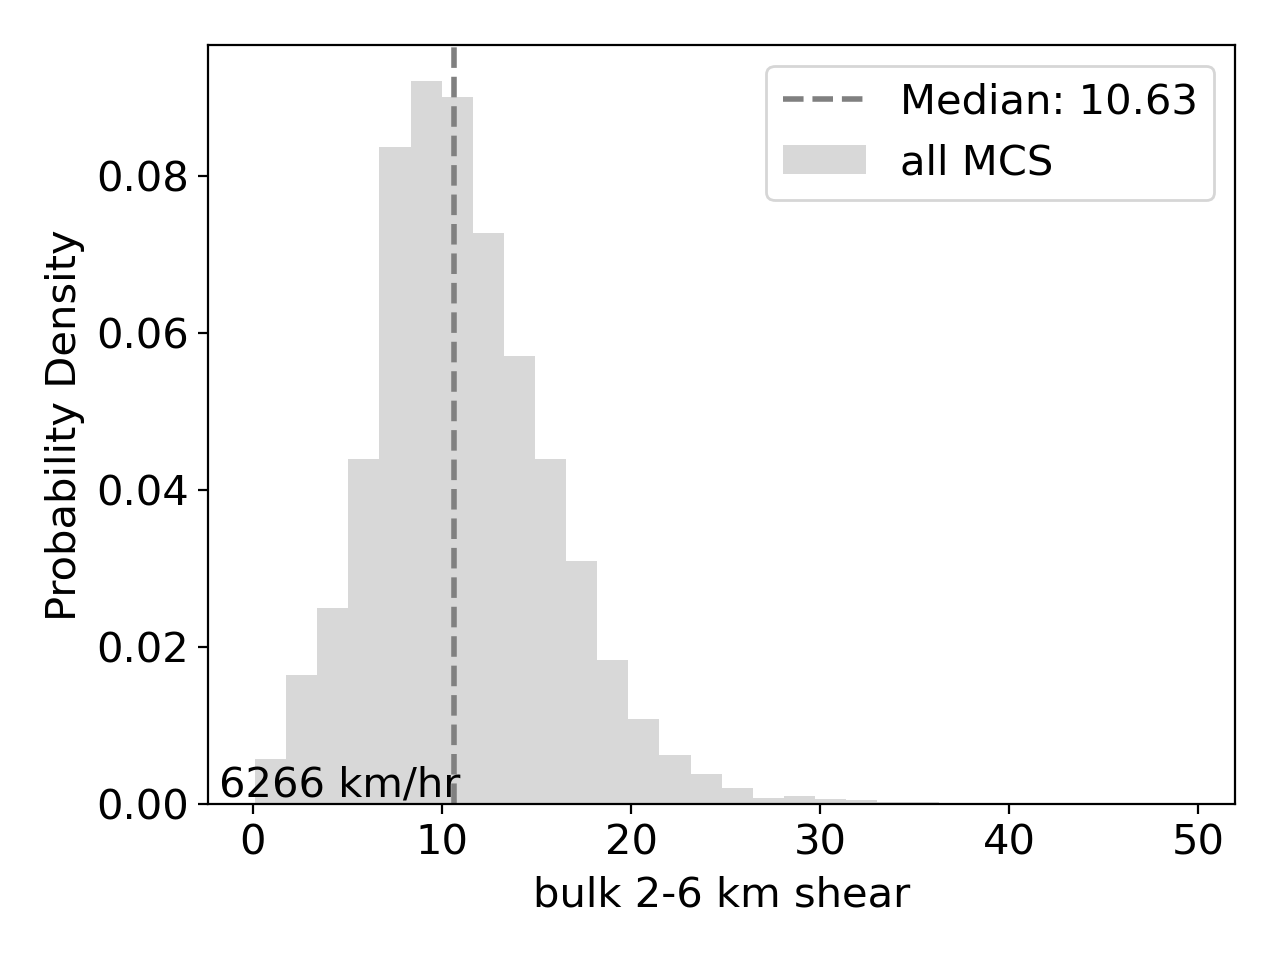 Median: 10.63
all MCS
0.08
0.06
0.04
0.02
0.00
Probability Density
6266 km/hr
0 10 20 30 40 50
bulk 2-6 km shear